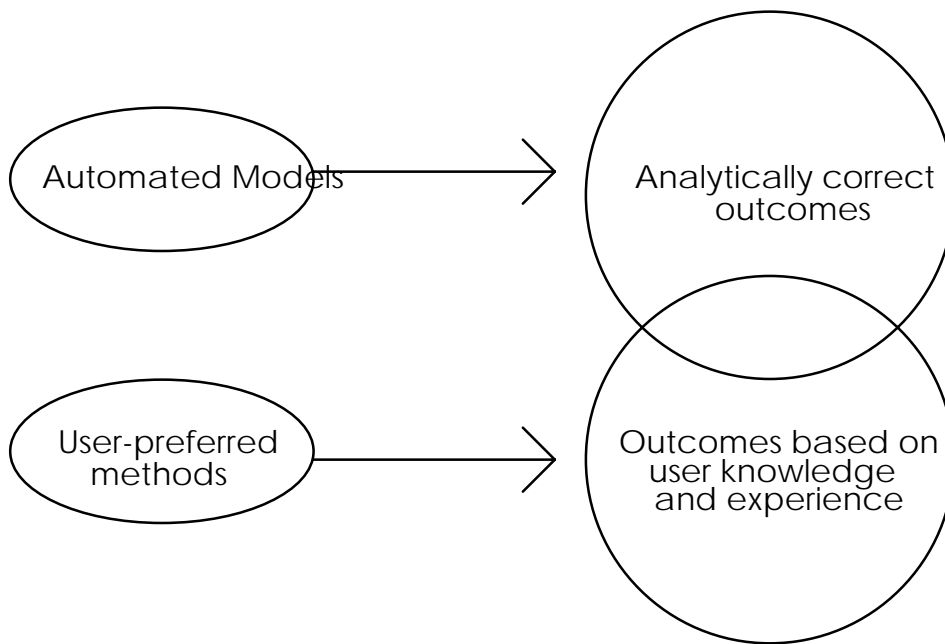 Automated Models
Analytically correct
outcomes
User-preferred
methods
Outcomes based on
user knowledge
and experience